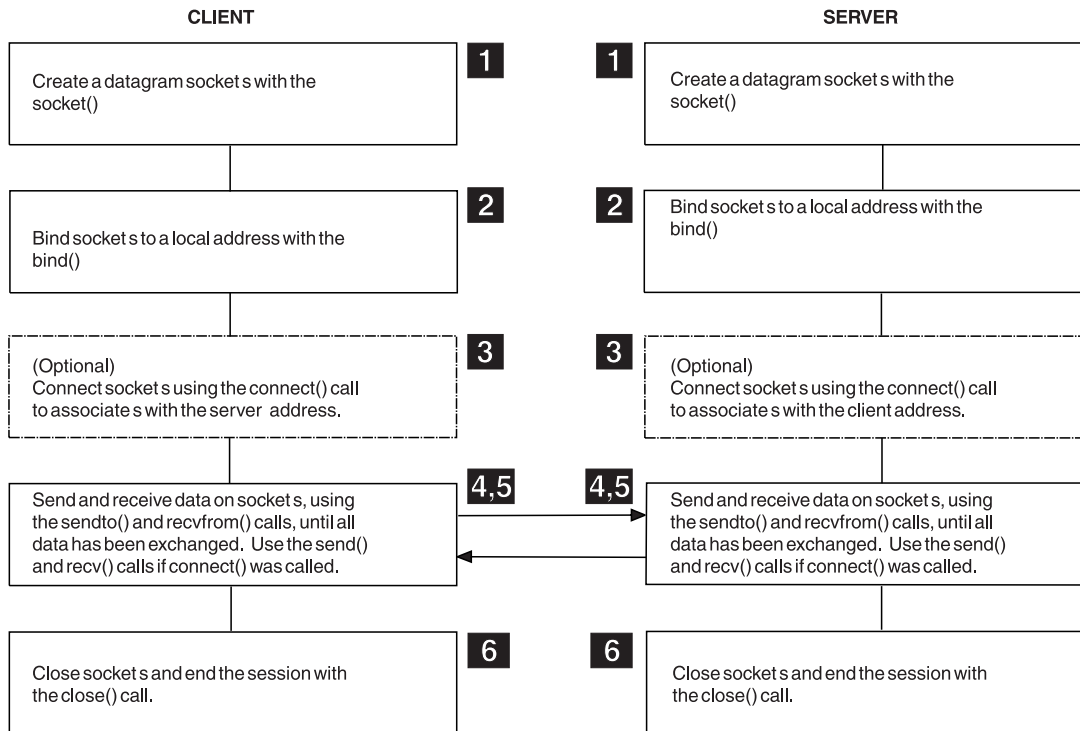 CLIENT
1
Create a datagram socket s with the
socket()
2
Bind socket s to a local address with the
bind()
3
(Optional)
Connect socket s using the connect() call
to associate s with the server address.
4,5
Send and receive data on socket s, using
the sendto() and recvfrom() calls, until all
data has been exchanged. Use the send()
and recv() calls if connect() was called.
6
Close socket s and end the session with
the close() call.
SERVER
1
Create a datagram socket s with the
socket()
2
Bind socket s to a local address with the
bind()
3
(Optional)
Connect socket s using the connect() call
to associate s with the client address.
4,5
Send and receive data on socket s, using
the sendto() and recvfrom() calls, until all
data has been exchanged. Use the send()
and recv() calls if connect() was called.
6
Close socket s and end the session with
the close() call.